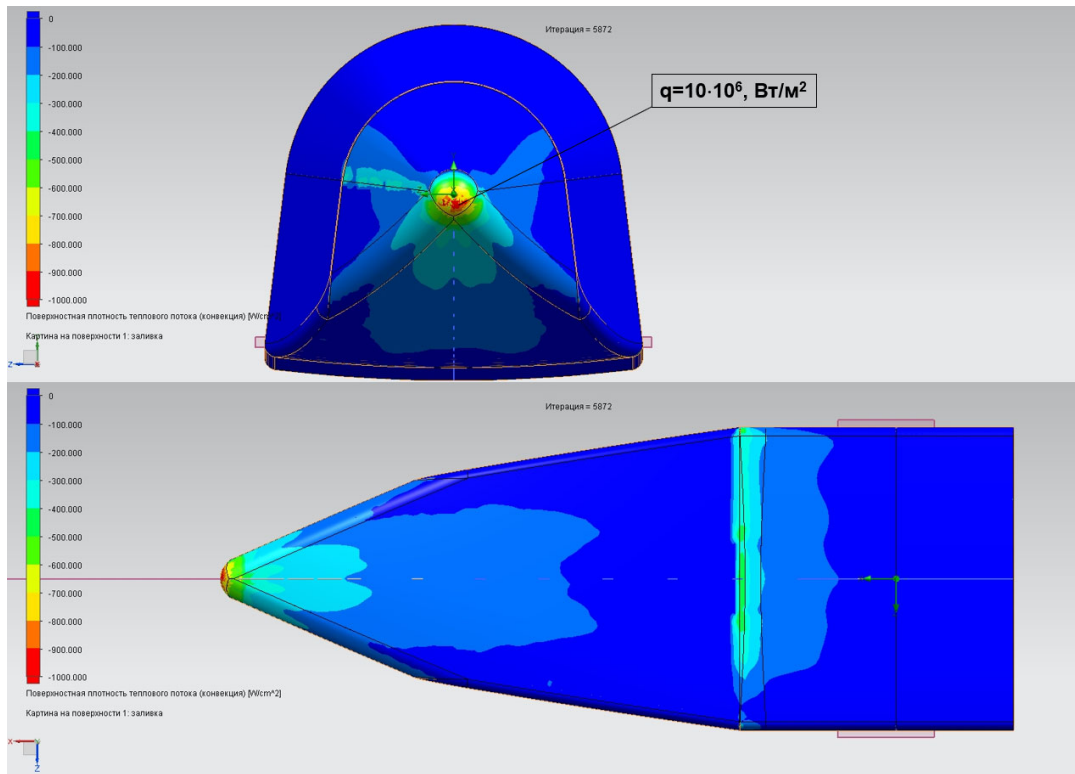 0
-100.000
-200.000
-300.000
-400.000
-500.000
-600.000
-700.000
-800.000
-900.000
-1000.000
Итерация = 5872
q=10·10⁶, Вт/м²
Поверхностная плотность теплового потока (конвекция)
Картина на поверхности 1: заливка
Z
0
-100.000
-200.000
-300.000
-400.000
-500.000
-600.000
-700.000
-800.000
-900.000
-1000.000
Итерация = 5872
Поверхностная плотность теплового потока (конвекция) [W/cm^2]
Картина на поверхности 1: заливка
X
Z